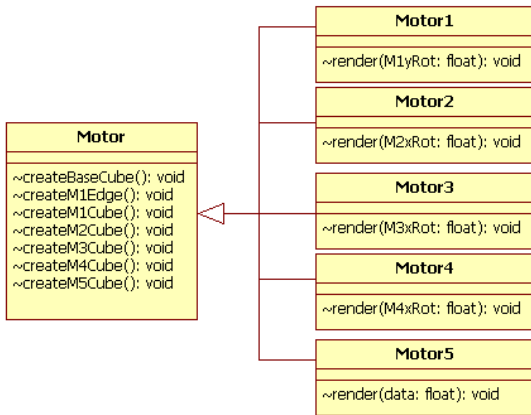 Motor
~createBaseCube(): void
~createM1Edge(): void
~createM1Cube(): void
~createM2Cube(): void
~createM3Cube(): void
~createM4Cube(): void
~createM5Cube(): void
Motor1
~render(M1yRot: float): void
Motor2
~render(M2xRot: float): void
Motor3
~render(M3xRot: float): void
Motor4
~render(M4xRot: float): void
Motor5
~render(data: float): void